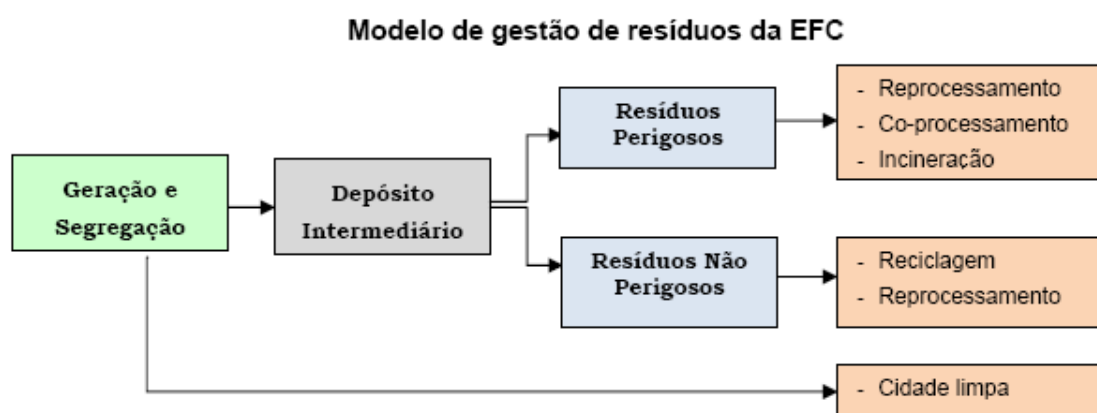 Modelo de gestão de resíduos da EFC
Geração e
Segregação
Depósito
Intermediário
Resíduos
Perigosos
- Reprocessamento
- Co-processamento
- Incineração
Resíduos Não
Perigosos
- Reciclagem
- Reprocessamento
- Cidade limpa